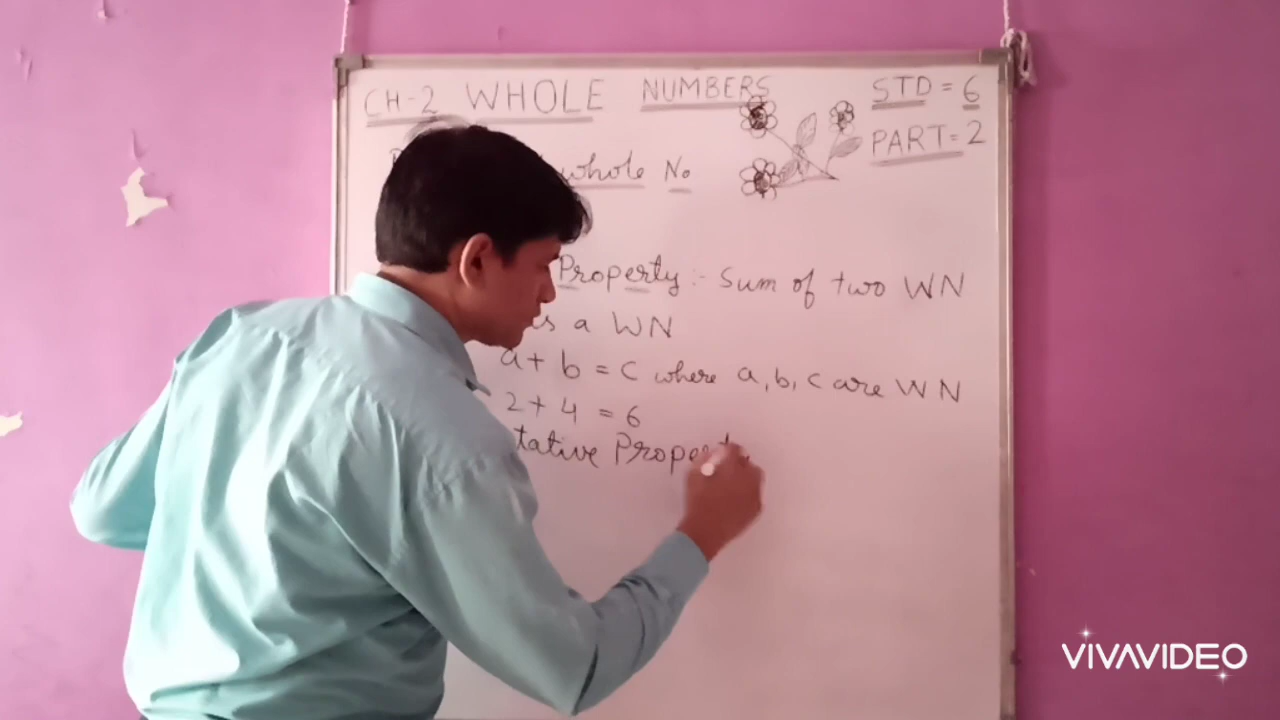 CH-2 WHOLE NUMBERS STD = 6
PART = 2
whole No
Property :- Sum of two WN
is a WN
a + b = c where a, b, c are WN
2 + 4 = 6
tative Property
VIVAVIDEO